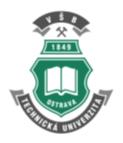 VŠB
1849
OSTRAVA
TECHNICKÁ UNIVERZITA